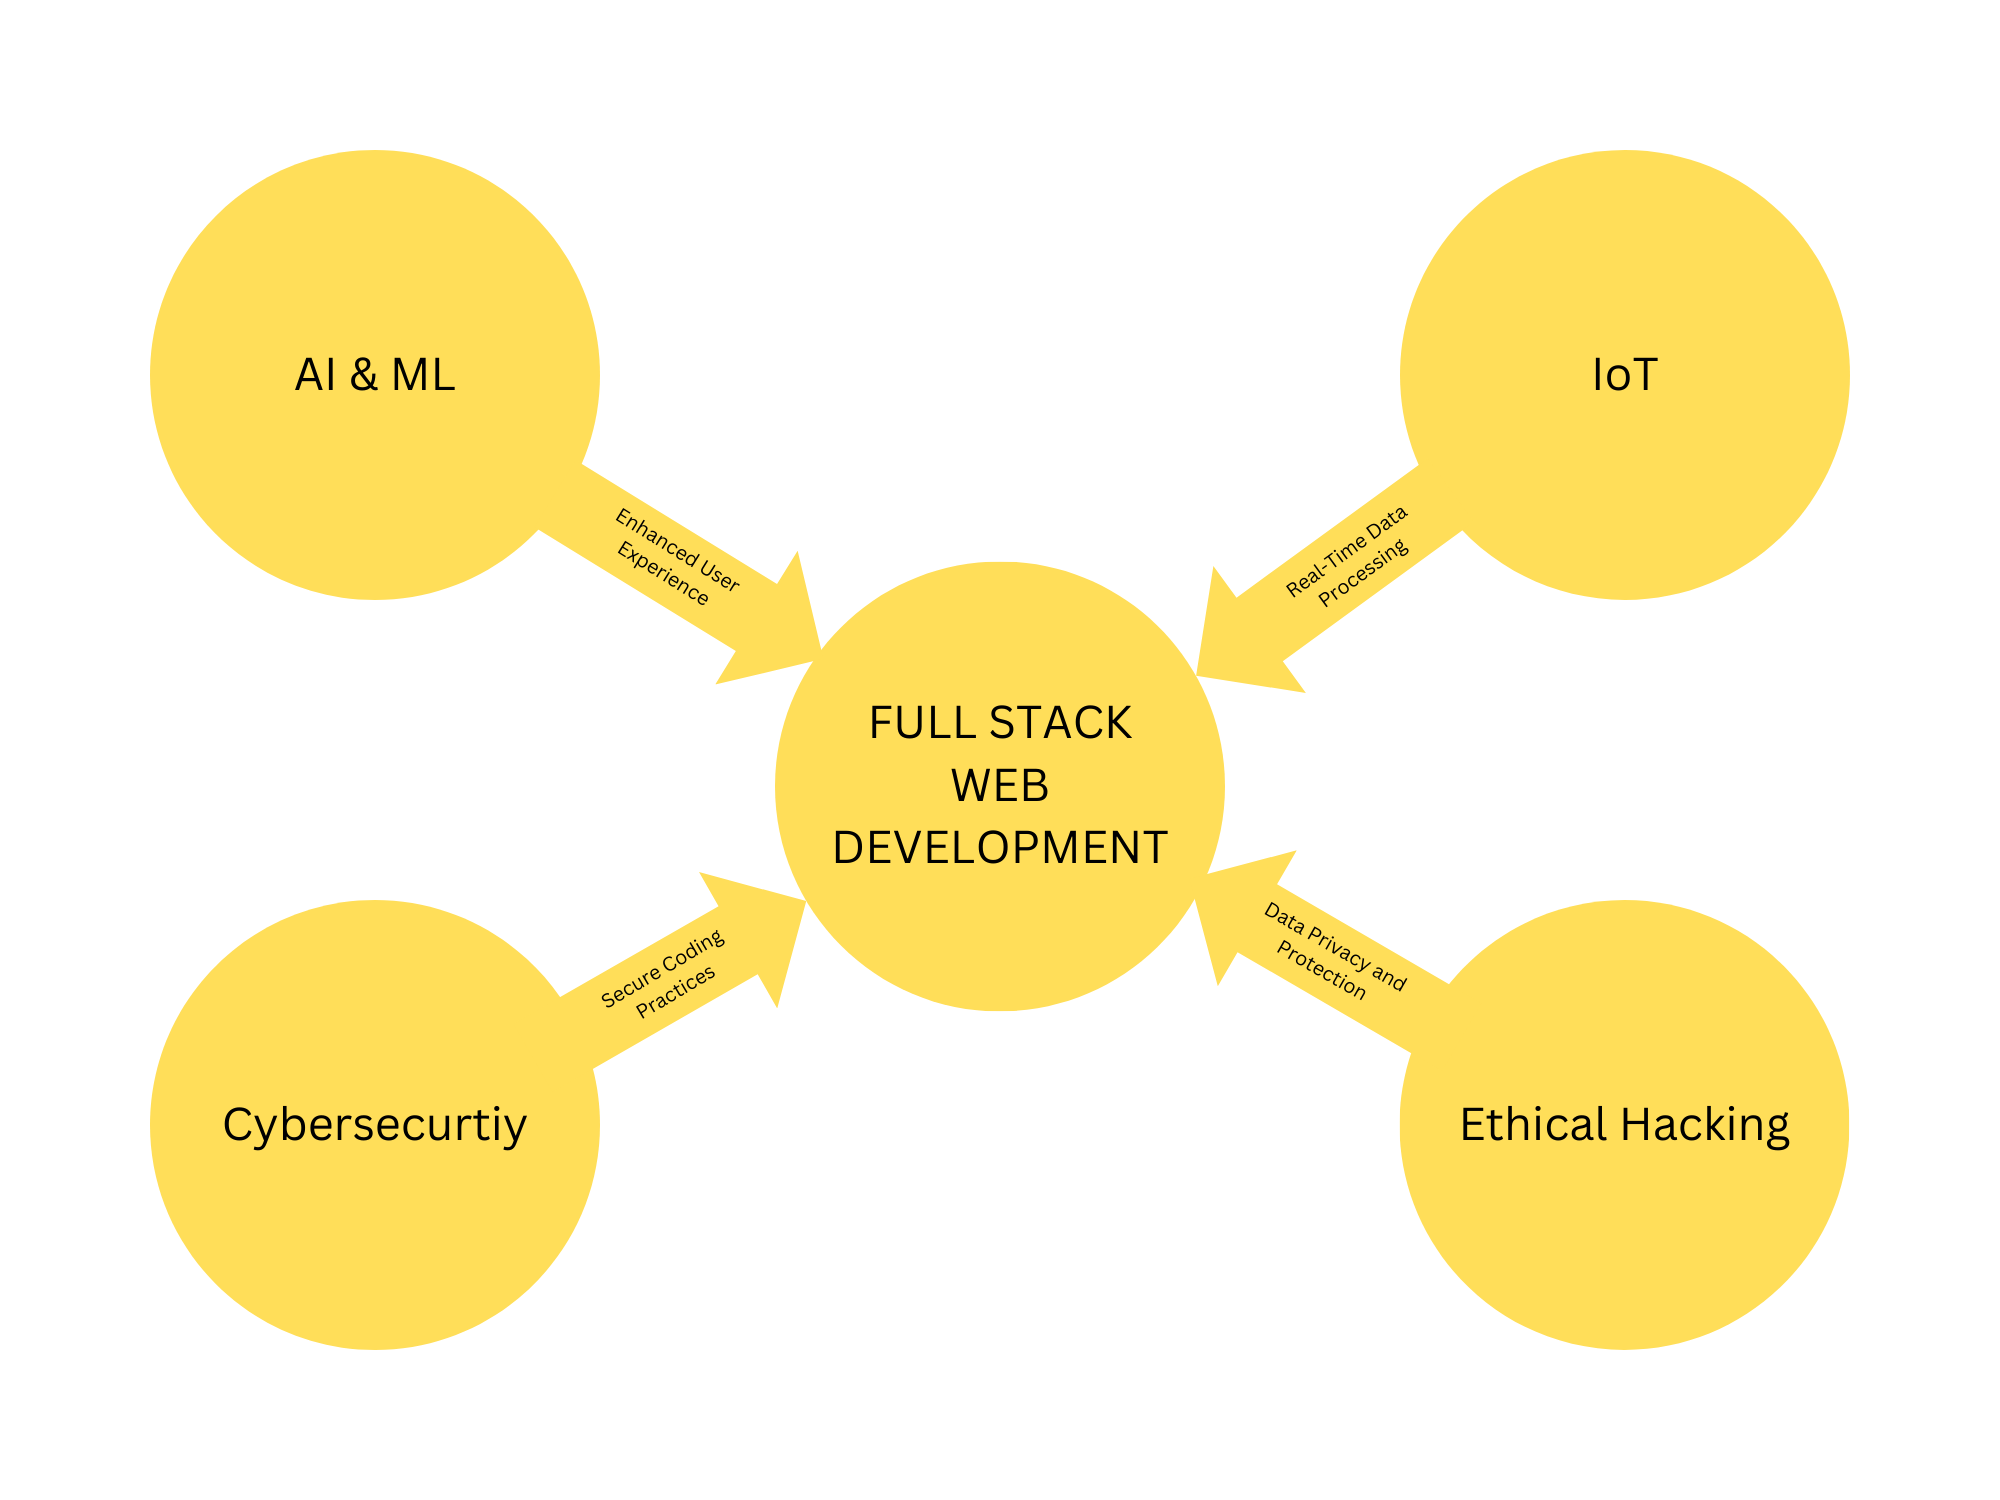 AI & ML
IoT
Enhanced User
Experience
Real-Time Data
Processing
FULL STACK
WEB
DEVELOPMENT
Secure Coding
Practices
Data Privacy and
Protection
Cybersecurtiy
Ethical Hacking